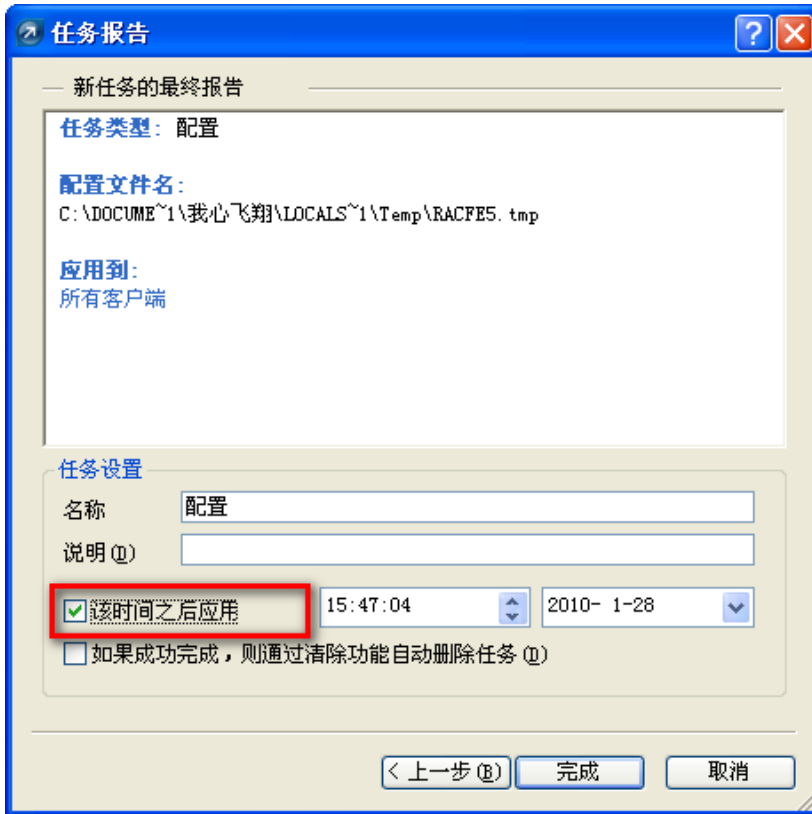 任务报告
新任务的最终报告
任务类型: 配置
配置文件名:
C:\DOCUME~1\我心飞翔\LOCALS~1\Temp\RACFE5.tmp
应用到:
所有客户端
任务设置
名称 配置
说明(D)
该时间之后应用 15:47:04 2010- 1-28
如果成功完成，则通过清除功能自动删除任务(D)
< 上一步(B) 完成 取消